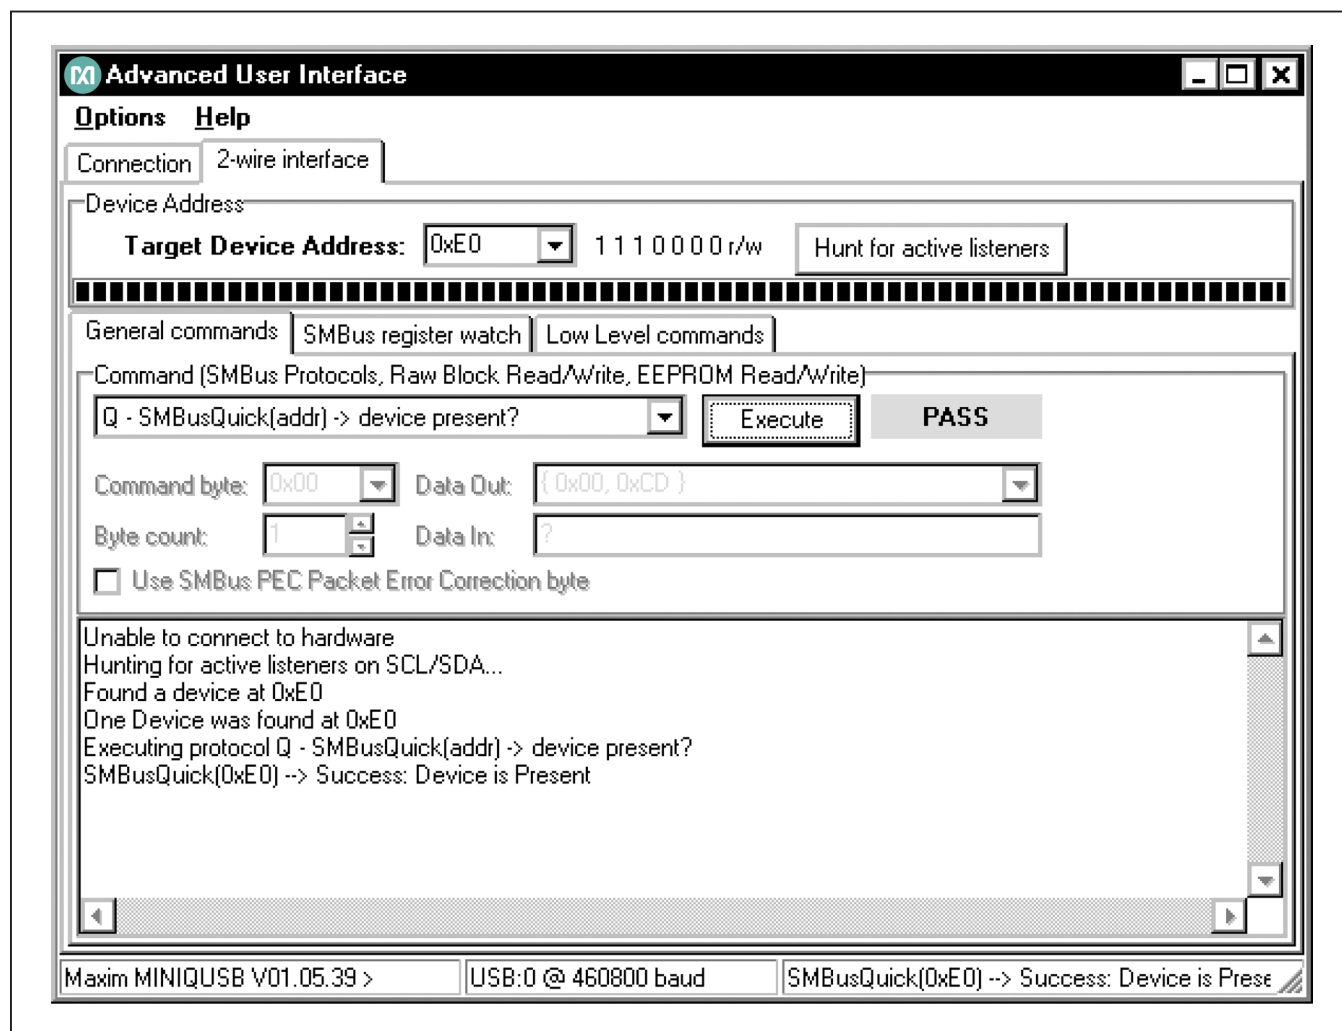 Advanced User Interface
Options Help
Connection 2-wire interface
Device Address
Target Device Address: 0xE0 1 1 1 0 0 0 0 r/w Hunt for active listeners
General commands SMBus register watch Low Level commands
Command (SMBus Protocols, Raw Block Read/Write, EEPROM Read/Write)
Q - SMBusQuick(addr) -> device present? Execute PASS
Command byte: 0x00 Data Out: { 0x00, 0xCD }
Byte count: 1 Data In: ?
Use SMBus PEC Packet Error Correction byte
Unable to connect to hardware
Hunting for active listeners on SCL/SDA...
Found a device at 0xE0
One Device was found at 0xE0
Executing protocol Q - SMBusQuick(addr) -> device present?
SMBusQuick(0xE0) --> Success: Device is Present
Maxim MINIQUSB V01.05.39 > USB:0 @ 460800 baud SMBusQuick(0xE0) --> Success: Device is Prese